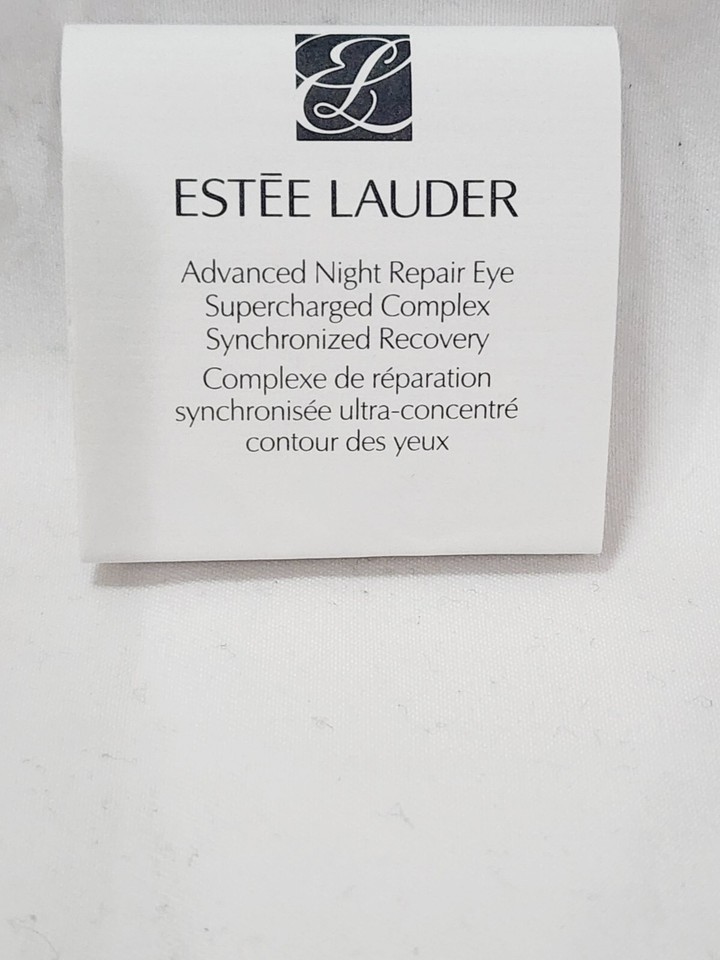 EL
ESTĒE LAUDER
Advanced Night Repair Eye
Supercharged Complex
Synchronized Recovery
Complexe de réparation
synchronisée ultra-concentré
contour des yeux